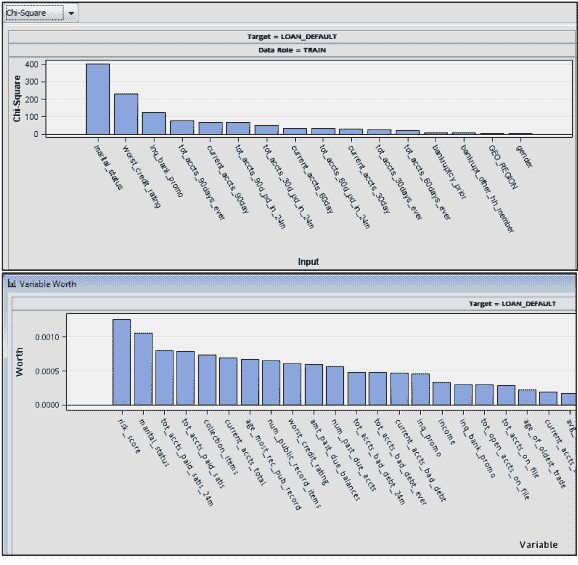 Chi-Square
Target = LOAN_DEFAULT
Data Role = TRAIN
Chi-Square
400
300
200
100
0
marital_status
worst_credit_rating
inq_bank_promo
tot_accts_90days_ever
current_accts_90day
tot_accts_90d_pd_in_24m
tot_accts_30d_pd_in_24m
current_accts_60day
tot_accts_60d_pd_in_24m
current_accts_30day
tot_accts_30days_ever
tot_accts_60days_ever
bankruptcy_prior
bankrupt_other_hh_member
GEO_REGION
gender
Input
Variable Worth
Target = LOAN_DEFAULT
Worth
0.0010
0.0005
0.0000
risk_score
marital_status
tot_accts_paid_satis_24m
tot_accts_paid_satis
collection_items
current_accts_total
age_most_rec_pub_record
num_public_record_items
worst_credit_rating
amt_past_due_balances
num_past_due_accts
tot_accts_bad_debt_24m
tot_accts_bad_debt_ever
current_accts_bad_debt
inq_promo
income
inq_bank_promo
tot_open_accts_on_file
tot_accts_on_file
age_of_oldest_trade
current_accts_
avg_
Variable